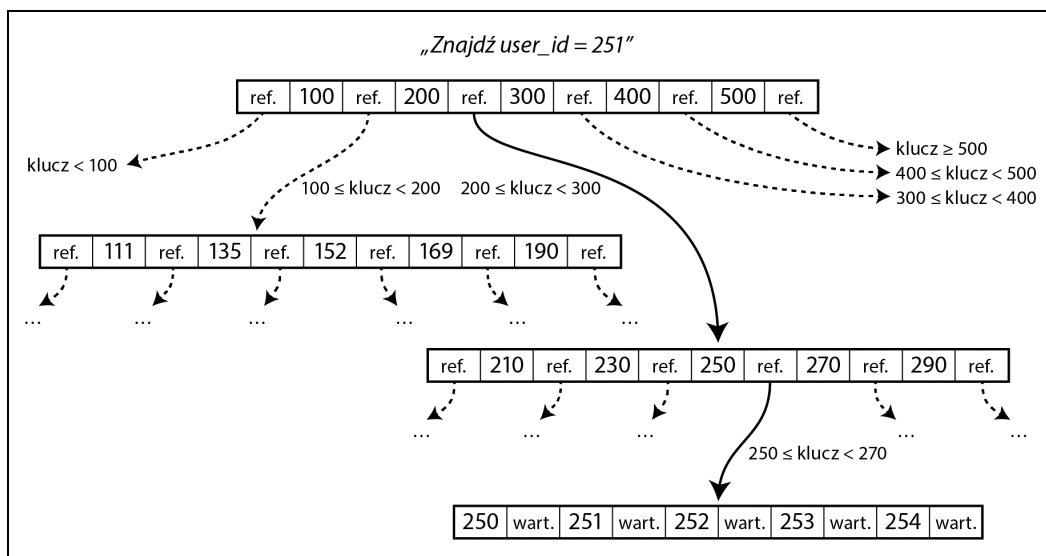 „Znajdź user_id = 251”
ref. 100 ref. 200 ref. 300 ref. 400 ref. 500 ref.
klucz < 100
klucz ≥ 500
400 ≤ klucz < 500
300 ≤ klucz < 400
100 ≤ klucz < 200 200 ≤ klucz < 300
ref. 111 ref. 135 ref. 152 ref. 169 ref. 190 ref.
... ... ... ... ... ...
ref. 210 ref. 230 ref. 250 ref. 270 ref. 290 ref.
... ... ... ... ...
250 ≤ klucz < 270
250 wart. 251 wart. 252 wart. 253 wart. 254 wart.